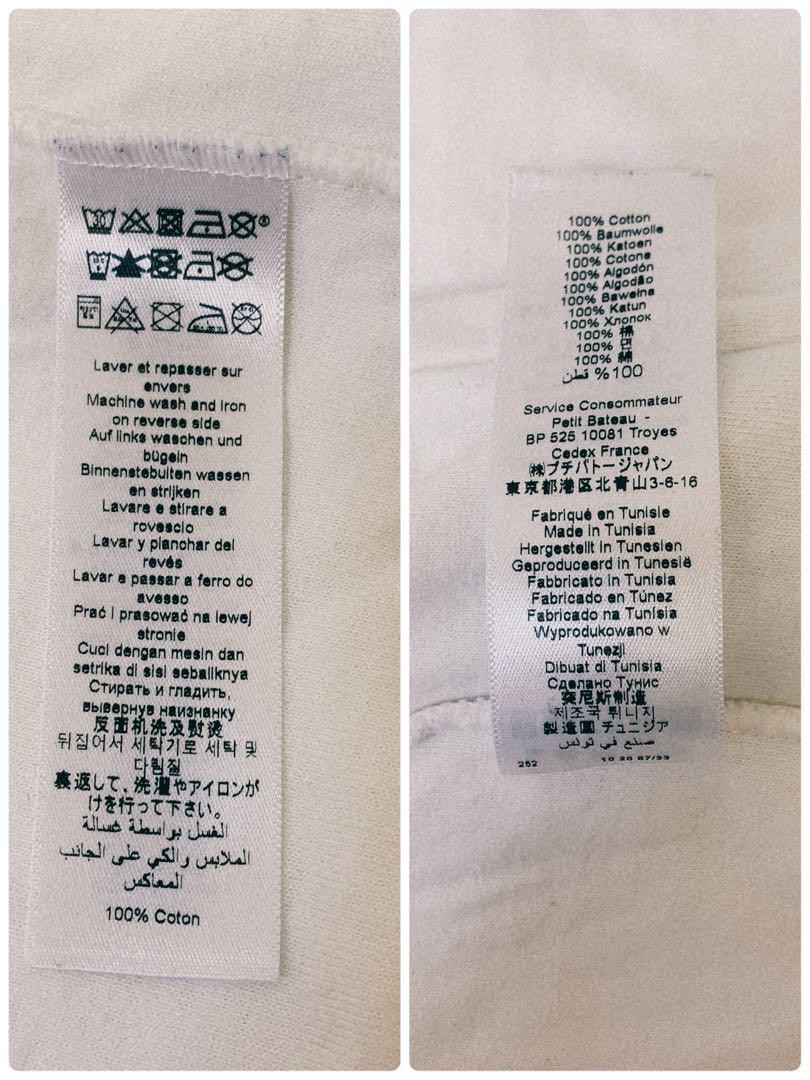 30
Laver et repasser sur
envers
Machine wash and iron
on reverse side
Auf links waschen und
bügeln
Binnenstebuiten wassen
en strijken
Lavare e stirare a
rovescio
Lavar y planchar del
revés
Lavar e passar a ferro do
avesso
Prać i prasować na lewej
stronie
Cuci dengan mesin dan
setrika di sisi sebaliknya
Стирать и гладить,
вывернув наизнанку
反面机洗及熨烫
뒤집어서 세탁기로 세탁 및
다림질
裏返して、洗濯やアイロンが
けを行って下さい。
الغسل بواسطة غسالة
الملابس والكي على الجانب
المعاكس
100% Coton
100% Cotton
100% Baumwolle
100% Katoen
100% Cotone
100% Algodón
100% Algodão
100% Bawełna
100% Katun
100% Хлопок
100% 棉
100% 면
100% 綿
100% قطن
Service Consommateur
Petit Bateau -
BP 525 10081 Troyes
Cedex France
㈱プチバトージャパン
東京都港区北青山3-6-16
Fabriqué en Tunisie
Made in Tunisia
Hergestellt in Tunesien
Geproduceerd in Tunesië
Fabbricato in Tunisia
Fabricado en Túnez
Fabricado na Tunísia
Wyprodukowano w
Tunezji
Dibuat di Tunisia
Сделано Тунис
突尼斯制造
제조국 튀니지
製造国 チュニジア
صنع في تونس
252 10 20 67/33